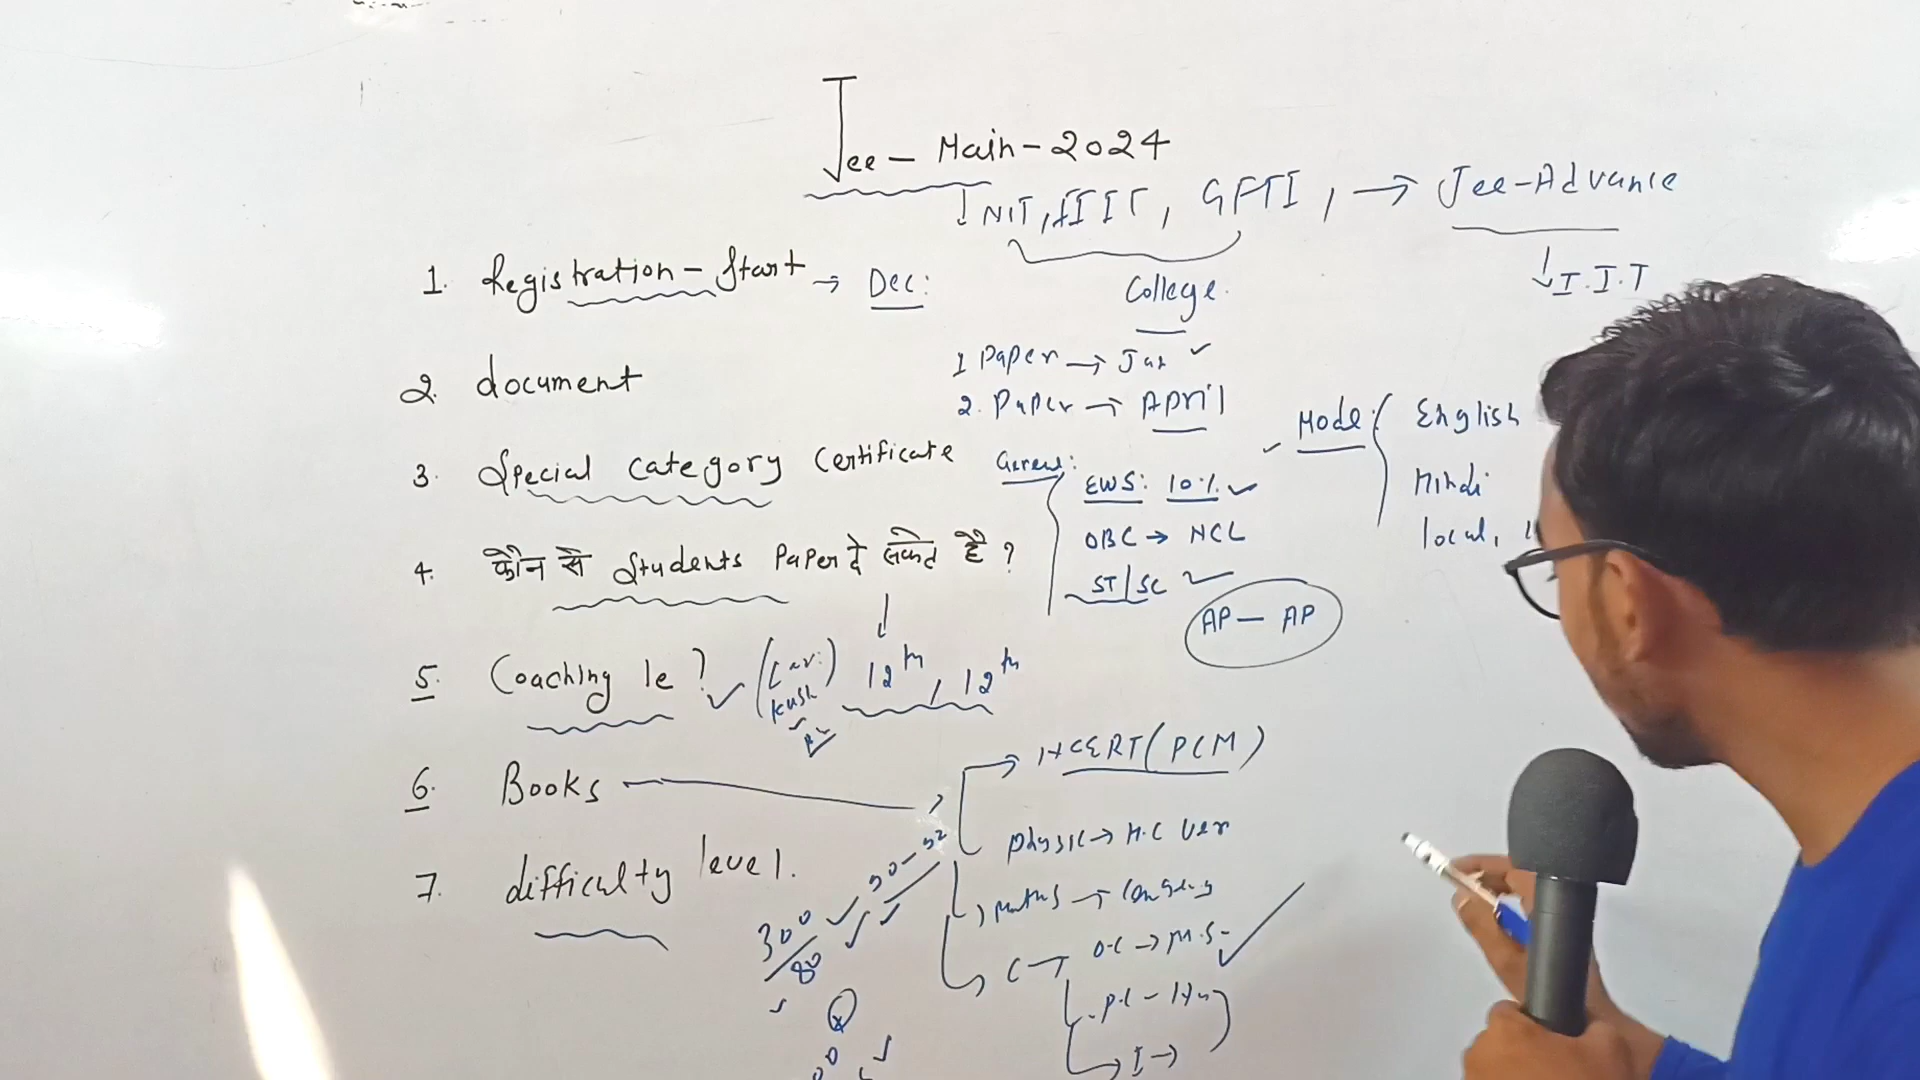 Jee - Main - 2024
NIT, IIIT, GFTI, → Jee-Advance
College.
I.I.T
1. Registration - Start → Dec:
2. document
1 Paper → Jan ✓
2. Paper → April
✓ Mode:
English
Hindi
local,
3. Special category certificate
EWS: 10% ✓
OBC → NCL
ST/SC ✓
AP — AP
4. कौन से Students Paper दे सकते है ?
12th, 12th
5. Coaching le ? ✓
6. Books
→ NCERT (PCM)
Physic → H.C Ver
Maths →
C → O.C → M.S-
P.C -
I →
7. difficulty level.
300 ✓
80
Q